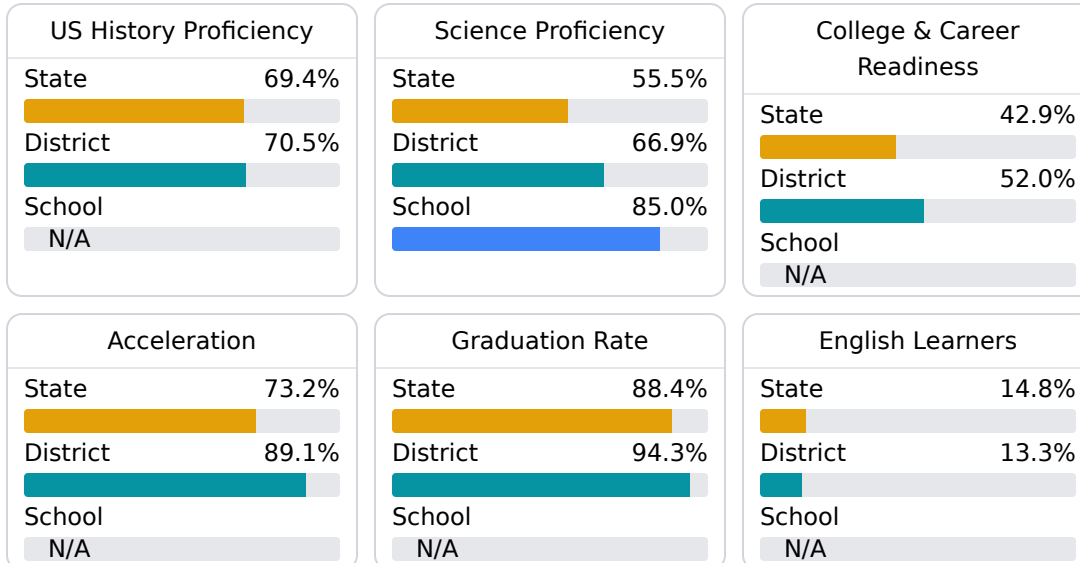 US History Proficiency
State 69.4%
District 70.5%
School
N/A
Science Proficiency
State 55.5%
District 66.9%
School 85.0%
College & Career
Readiness
State 42.9%
District 52.0%
School
N/A
Acceleration
State 73.2%
District 89.1%
School
N/A
Graduation Rate
State 88.4%
District 94.3%
School
N/A
English Learners
State 14.8%
District 13.3%
School
N/A